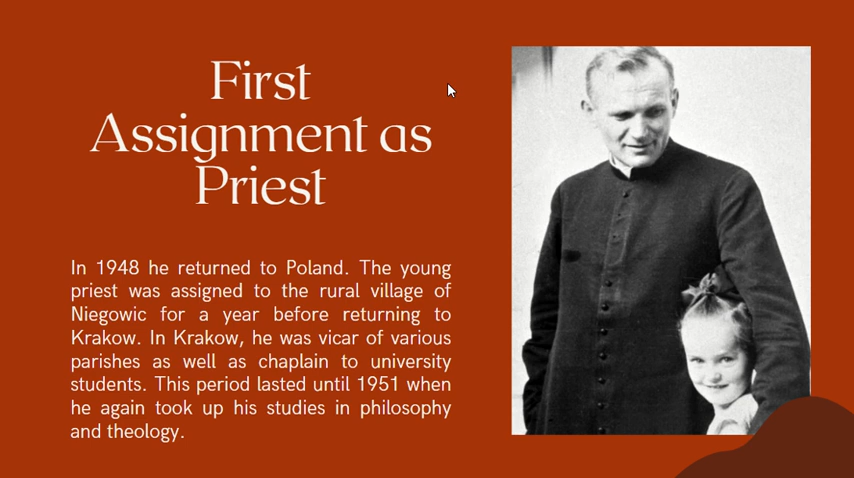 First
Assignment as
Priest
In 1948 he returned to Poland. The young
priest was assigned to the rural village of
Niegowic for a year before returning to
Krakow. In Krakow, he was vicar of various
parishes as well as chaplain to university
students. This period lasted until 1951 when
he again took up his studies in philosophy
and theology.